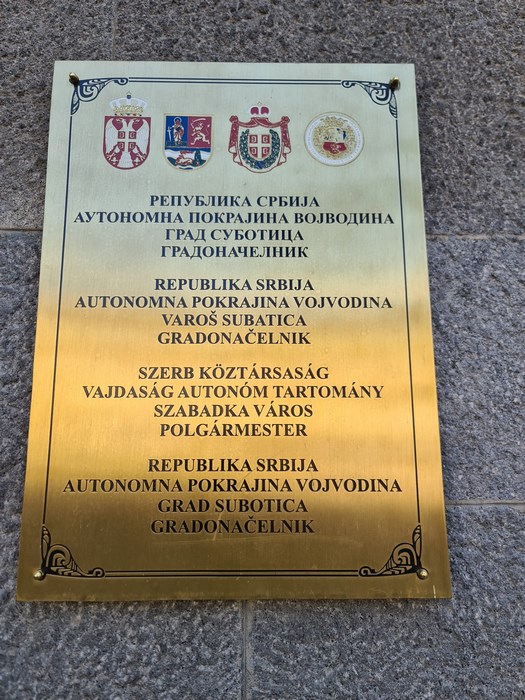 РЕПУБЛИКА СРБИЈА
АУТОНОМНА ПОКРАЈИНА ВОЈВОДИНА
ГРАД СУБОТИЦА
ГРАДОНАЧЕЛНИК
REPUBLIKA SRBIJA
AUTONOMNA POKRAJINA VOJVODINA
VAROŠ SUBATICA
GRADONAČELNIK
SZERB KÖZTÁRSASÁG
VAJDASÁG AUTONÓM TARTOMÁNY
SZABADKA VÁROS
POLGÁRMESTER
REPUBLIKA SRBIJA
AUTONOMNA POKRAJINA VOJVODINA
GRAD SUBOTICA
GRADONAČELNIK